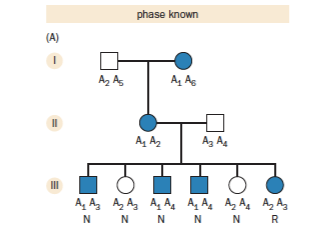 phase known
(A)
I
A₂ A₅ A₁ A₆
II
A₁ A₂ A₃ A₄
III
A₁ A₃ A₂ A₃ A₁ A₄ A₁ A₄ A₂ A₄ A₂ A₃
N N N N N R